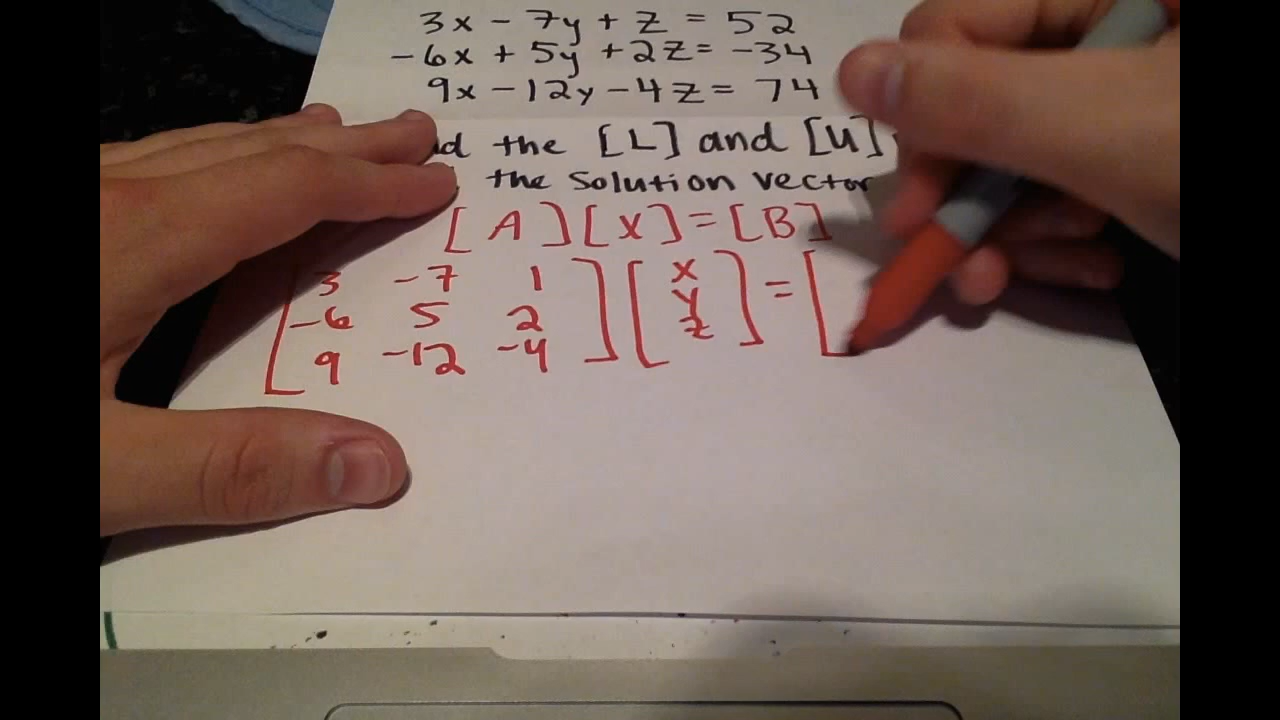 3x - 7y + z = 52
-6x + 5y + 2z = -34
9x - 12y - 4z = 74
the [L] and [U]
the solution vector
[A][X]=[B]
[3 -7 1
-6 5 2
9 -12 -4] [x
y
z] = [